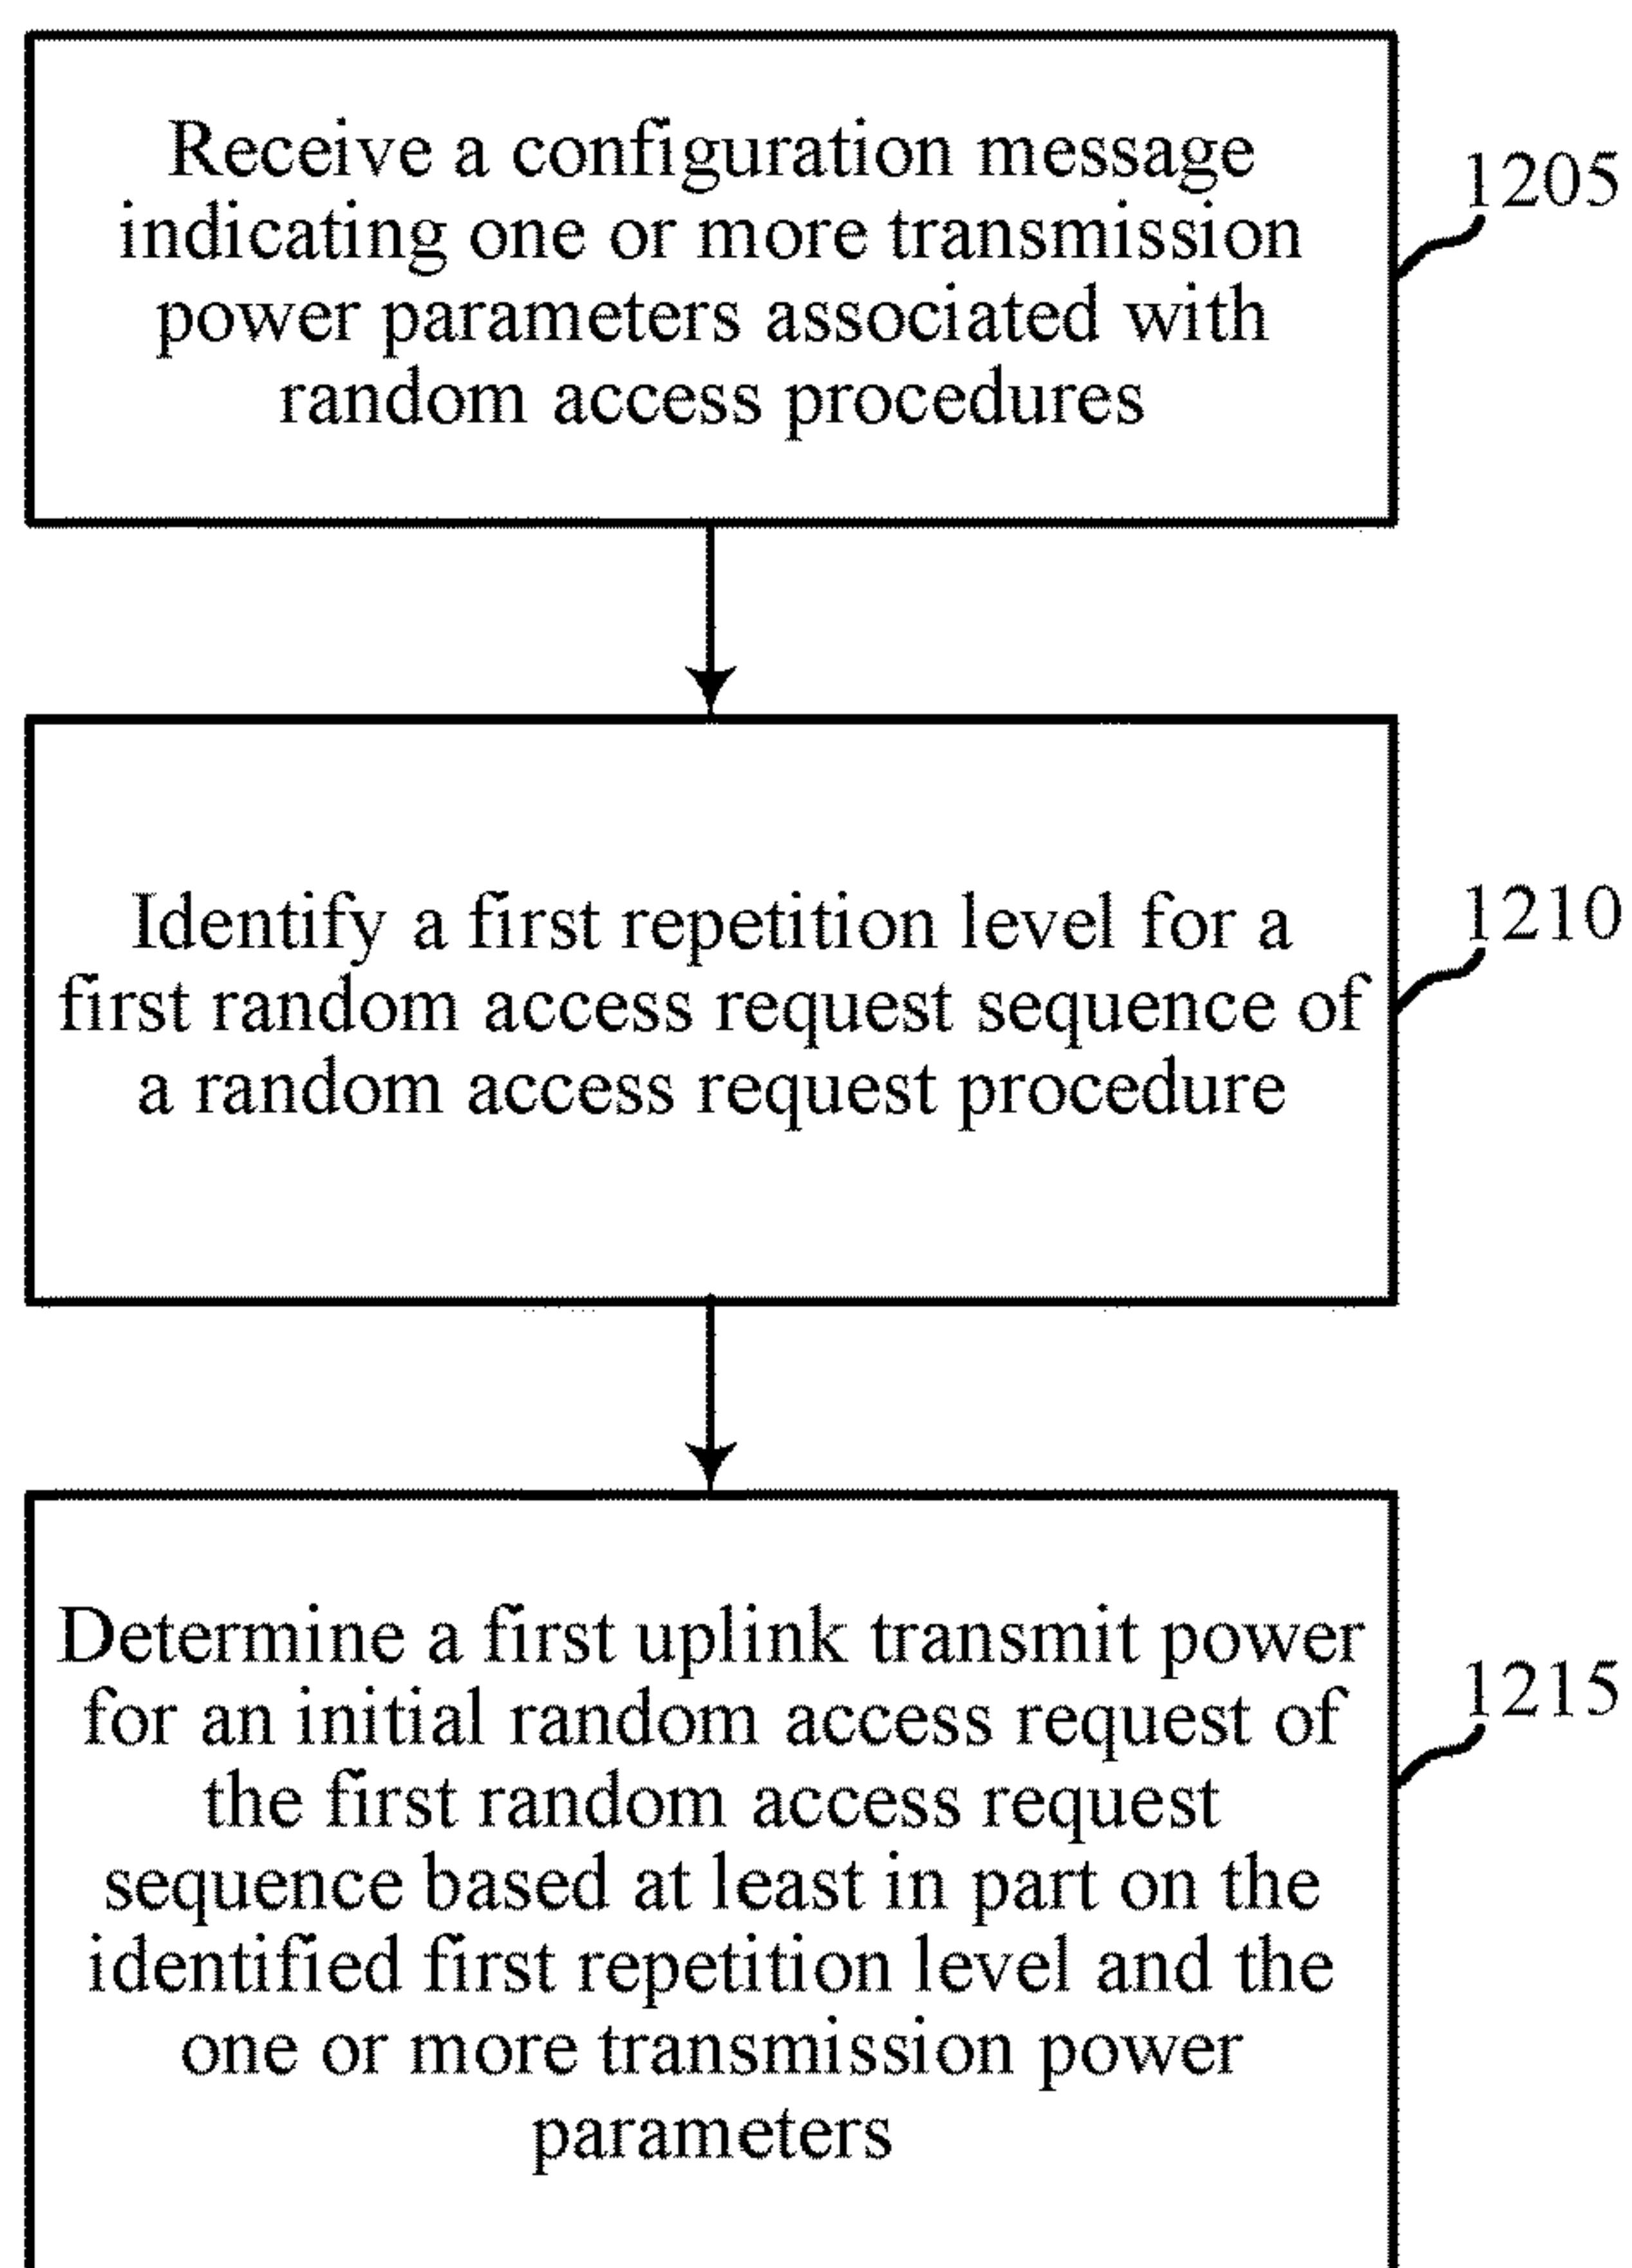 Receive a configuration message
indicating one or more transmission
power parameters associated with
random access procedures
1205
Identify a first repetition level for a
first random access request sequence of
a random access request procedure
1210
Determine a first uplink transmit power
for an initial random access request of
the first random access request
sequence based at least in part on the
identified first repetition level and the
one or more transmission power
parameters
1215